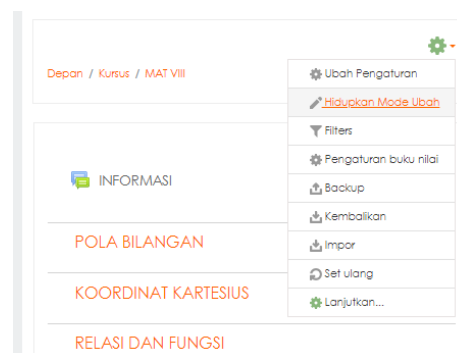 Depan / Kursus / MAT VIII
Ubah Pengaturan
Hidupkan Mode Ubah
Filters
Pengaturan buku nilai
Backup
Kembalikan
Impor
Set ulang
Lanjutkan...
INFORMASI
POLA BILANGAN
KOORDINAT KARTESIUS
RELASI DAN FUNGSI